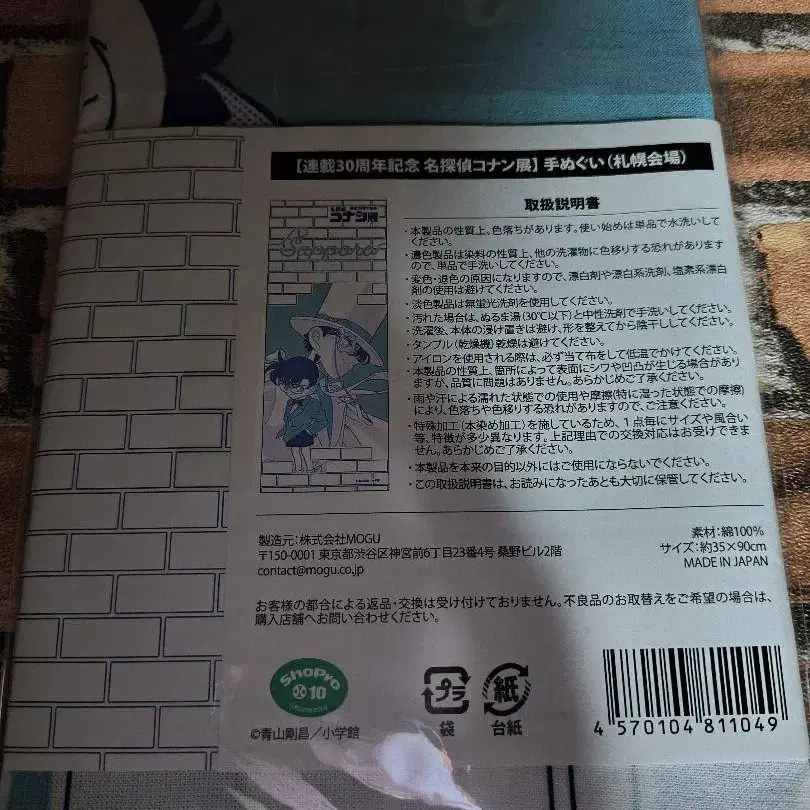 【連載30周年記念 名探偵コナン展】手ぬぐい(札幌会場)
コナン展
Sapporo
取扱説明書
・本製品の性質上、色落ちがあります。使い始めは単品で水洗いして
ください。
・濃色製品は染料の性質上、他の洗濯物に色移りする恐れがあります
ので、単品で手洗いしてください。
・変色・退色の原因になりますので、漂白剤や漂白系洗剤、塩素系漂白
剤の使用は避けてください。
・淡色製品は無蛍光洗剤を使用してください。
・汚れた場合は、ぬるま湯(30℃以下)と中性洗剤で手洗いしてください。
・洗濯後、本体の浸け置きは避け、形を整えてから陰干ししてください。
・タンブル(乾燥機)乾燥は避けてください。
・アイロンを使用される際は、必ず当て布をして低温でかけてください。
・本製品の性質上、箇所によって表面にシワや凹凸が生じる場合があり
ますが、品質に問題はありません。あらかじめご了承ください。
・雨や汗による濡れた状態での使用や摩擦(特に湿った状態での摩擦)
により、色落ちや色移りする恐れがありますので、ご注意ください。
・特殊加工(本染め加工)を施しているため、1点毎にサイズや風合い
等、特徴が多少異なります。上記理由での交換対応はお受けできませ
ん。あらかじめご了承ください。
・本製品を本来の目的以外にはご使用にならないでください。
・この取扱説明書は、お読みになったあとも大切に保管してください。
製造元:株式会社MOGU
〒150-0001 東京都渋谷区神宮前6丁目23番4号 桑野ビル2階
contact@mogu.co.jp
素材:綿100%
サイズ:約35×90cm
MADE IN JAPAN
お客様の都合による返品・交換は受け付けておりません。不良品のお取替えをご希望の場合は、
購入店舗へお問い合わせください。
ShoPro
10
©青山剛昌/小学館
プラ
袋
紙
台紙
4 570104 811049